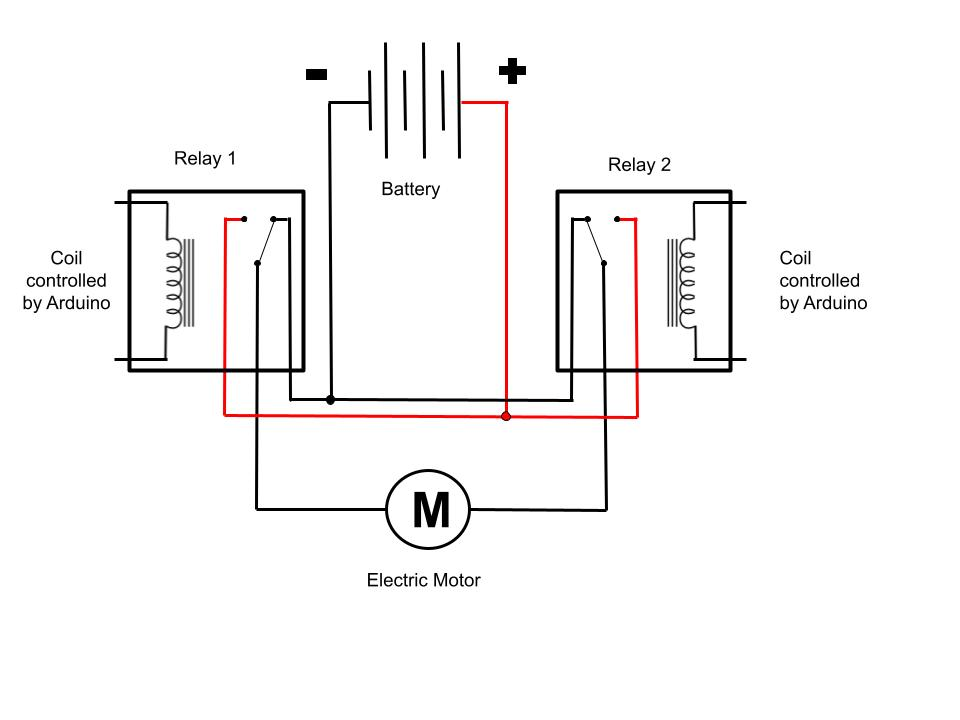 - +
Relay 1
Relay 2
Battery
Coil
controlled
by Arduino
Coil
controlled
by Arduino
M
Electric Motor